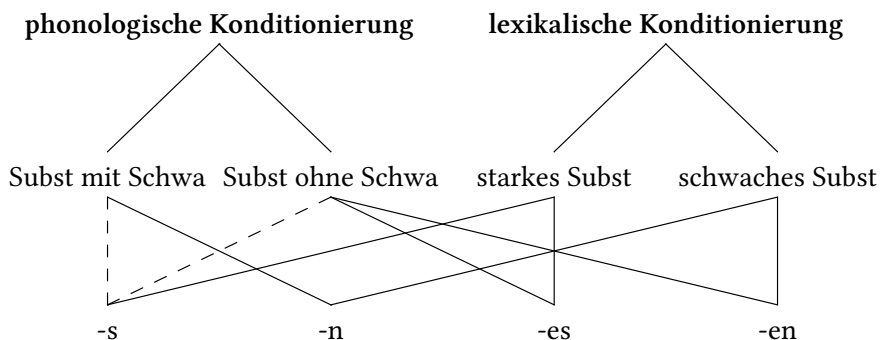 phonologische Konditionierung lexikalische Konditionierung
Subst mit Schwa Subst ohne Schwa starkes Subst schwaches Subst
-s -n -es -en